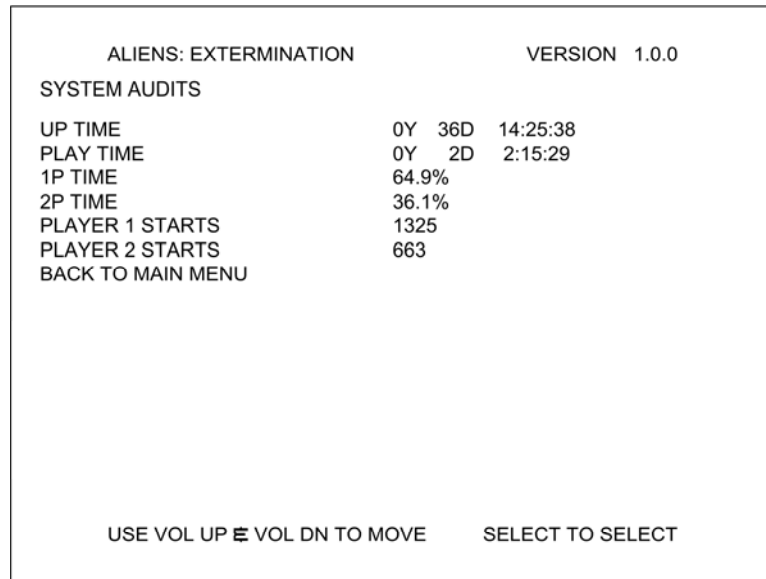 ALIENS: EXTERMINATION VERSION 1.0.0
SYSTEM AUDITS
UP TIME 0Y 36D 14:25:38
PLAY TIME 0Y 2D 2:15:29
1P TIME 64.9%
2P TIME 36.1%
PLAYER 1 STARTS 1325
PLAYER 2 STARTS 663
BACK TO MAIN MENU
USE VOL UP & VOL DN TO MOVE SELECT TO SELECT